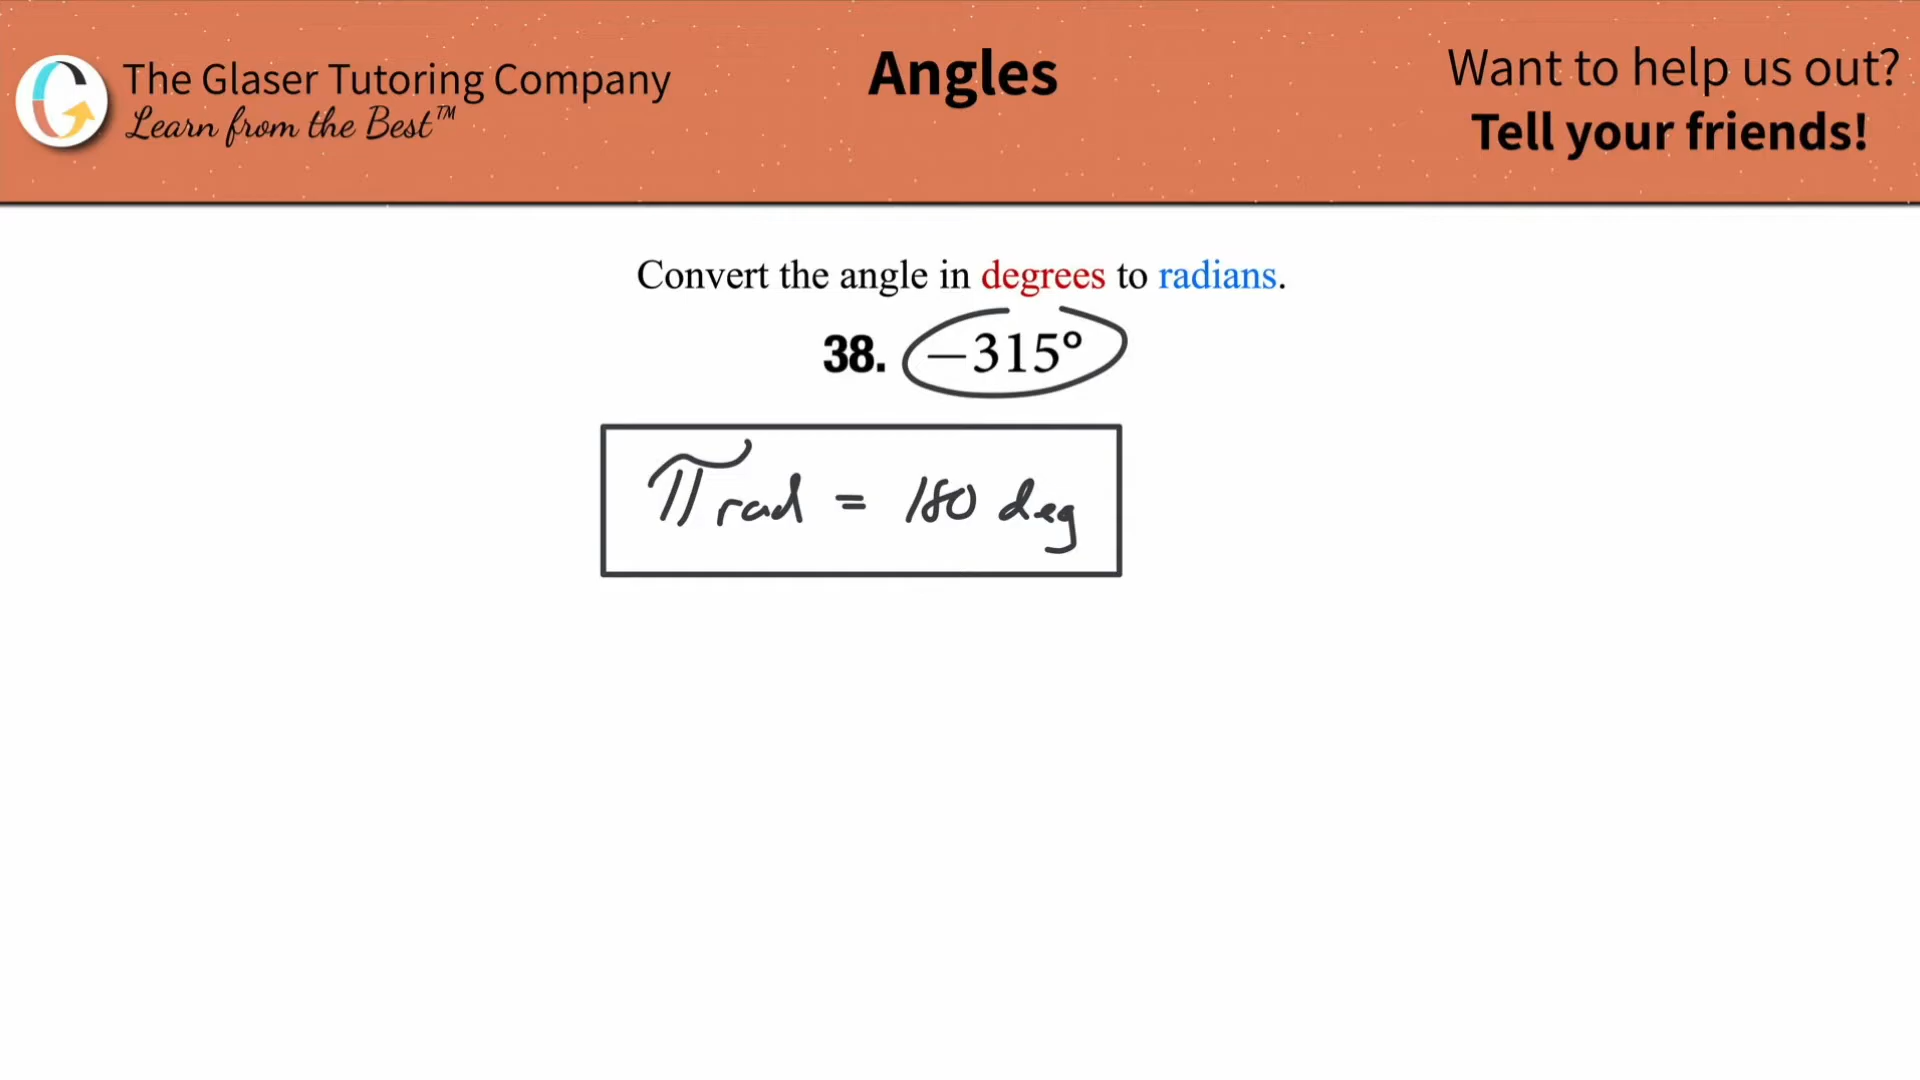 The Glaser Tutoring Company
Learn from the Best™
Angles
Want to help us out?
Tell your friends!
Convert the angle in degrees to radians.
38. −315°
π rad = 180 deg